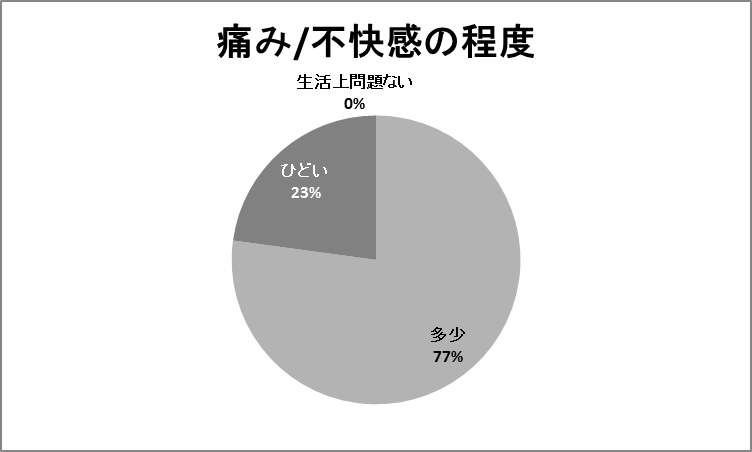 痛み/不快感の程度
生活上問題ない
0%
ひどい
23%
多少
77%